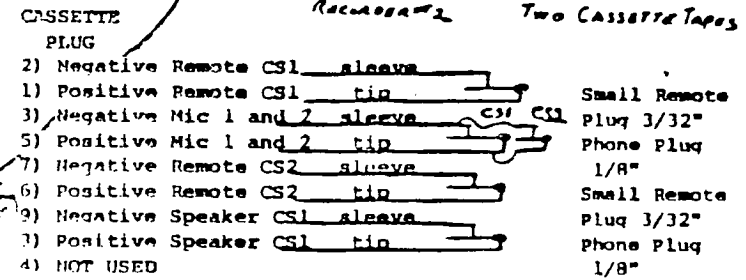 Recorder #2 Two Cassette Tapes
CASSETTE
PLUG
2) Negative Remote CS1 sleeve
1) Positive Remote CS1 tip Small Remote
3) Negative Mic 1 and 2 sleeve CS1 CS2 Plug 3/32"
5) Positive Mic 1 and 2 tip Phone Plug
7) Negative Remote CS2 sleeve 1/8"
6) Positive Remote CS2 tip Small Remote
9) Negative Speaker CS1 sleeve Plug 3/32"
Positive Speaker CS1 tip Phone Plug
4) NOT USED 1/8"